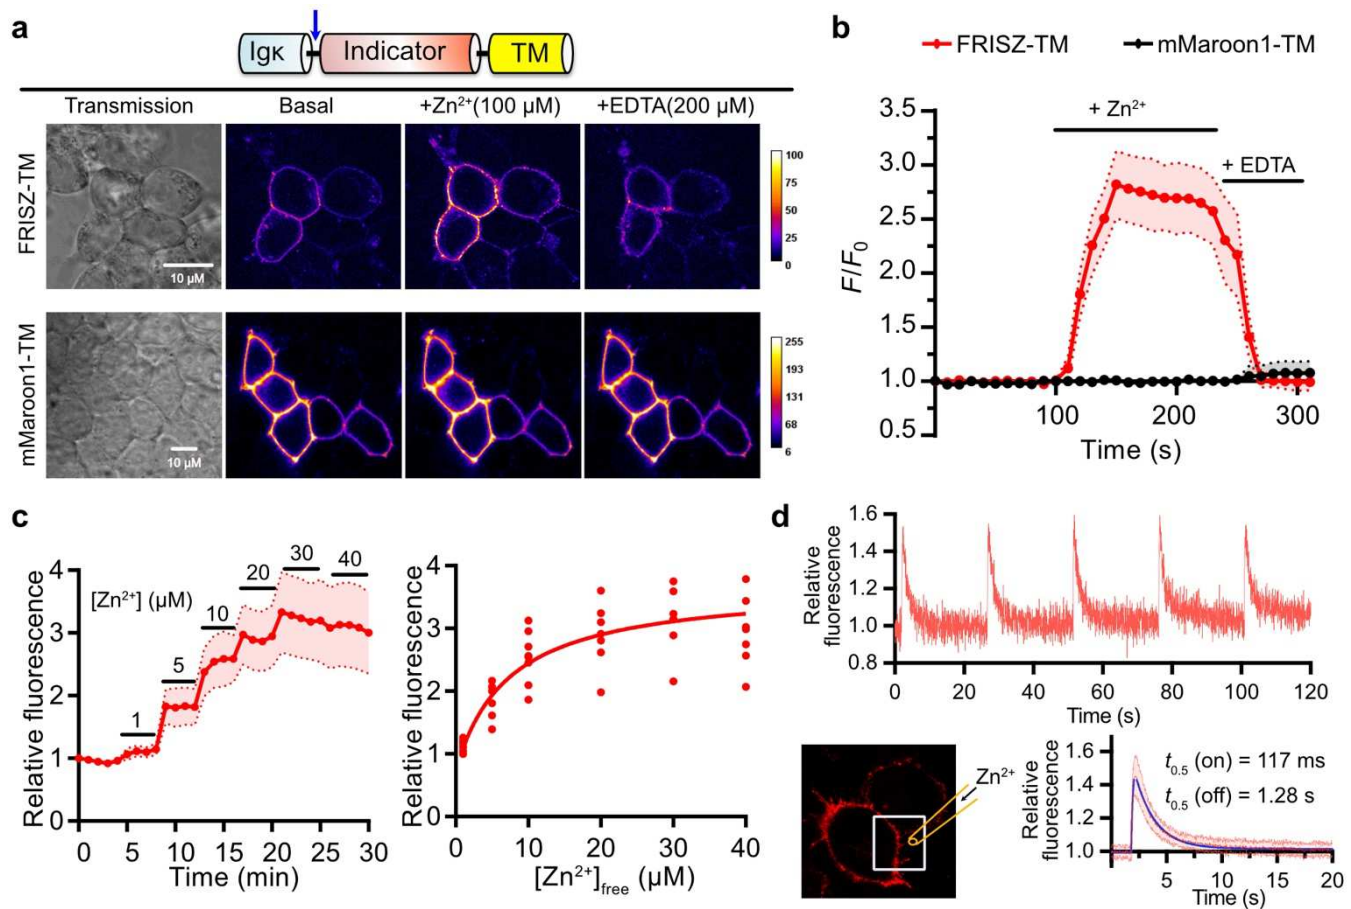 a
Igκ Indicator TM
Transmission Basal +Zn²⁺(100 µM) +EDTA(200 µM)
FRISZ-TM
10 µM
100
75
50
25
0
mMaroon1-TM
10 µM
255
193
131
68
6
b
FRISZ-TM mMaroon1-TM
+ Zn²⁺
+ EDTA
F/F₀
3.5
3.0
2.5
2.0
1.5
1.0
0.5
100 200 300
Time (s)
c
Relative fluorescence
4
3
2
1
0
[Zn²⁺] (µM)
1
5
10
20
30
40
0 5 10 15 20 25 30
Time (min)
Relative fluorescence
4
3
2
1
0
0 10 20 30 40
[Zn²⁺]free (µM)
d
Relative
fluorescence
1.6
1.4
1.2
1.0
0.8
0 20 40 60 80 100 120
Time (s)
Zn²⁺
Relative
fluorescence
1.6
1.4
1.2
1.0
t0.5 (on) = 117 ms
t0.5 (off) = 1.28 s
5 10 15 20
Time (s)